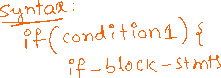 Syntax:
if(condition1) {
if-block-stmts